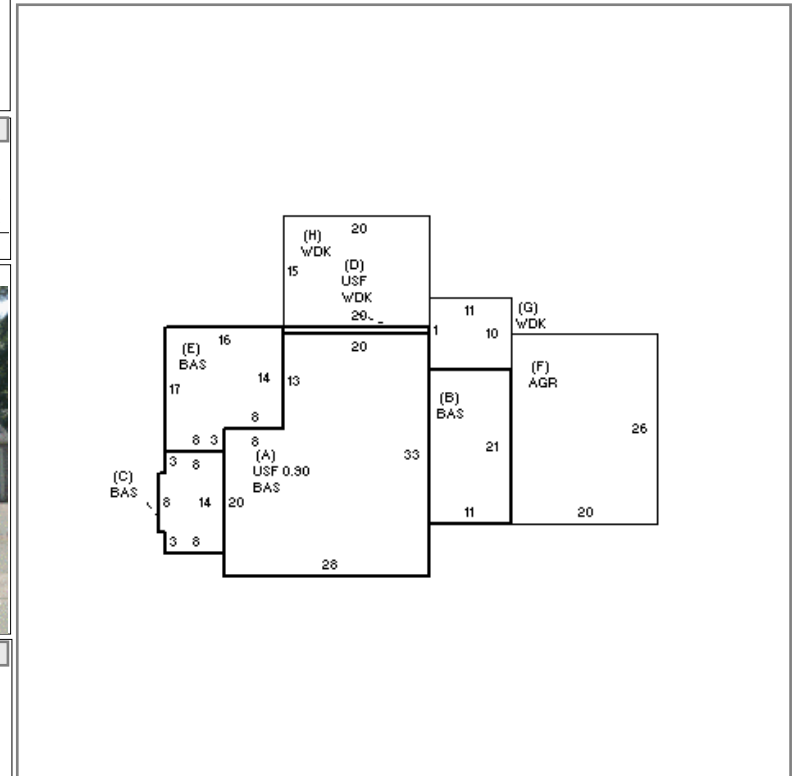 20
(H)
WDK
15
(D)
USF
WDK
20
11
(G)
WDK
1
10
16
20
(E)
BAS
17
14
13
8
(F)
AGR
(B)
BAS
26
33
21
8 3
8
(A)
USF 0.90
BAS
3 8
(C)
BAS
8
14
20
3 8
11
20
28